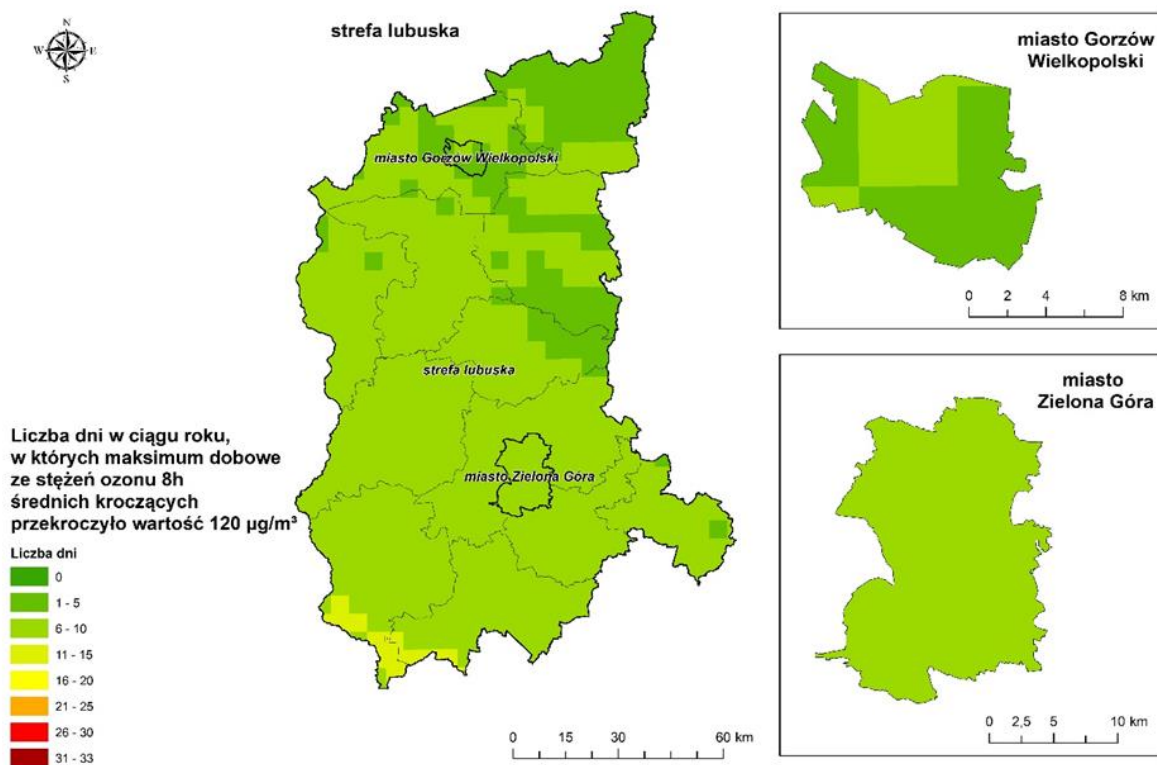 N
W E
S
strefa lubuska
miasto Gorzów Wielkopolski
strefa lubuska
miasto Zielona Góra
Liczba dni w ciągu roku,
w których maksimum dobowe
ze stężeń ozonu 8h
średnich kroczących
przekroczyło wartość 120 µg/m³
Liczba dni
0
1 - 5
6 - 10
11 - 15
16 - 20
21 - 25
26 - 30
31 - 33
0 15 30 60 km
miasto Gorzów
Wielkopolski
0 2 4 8 km
miasto
Zielona Góra
0 2,5 5 10 km